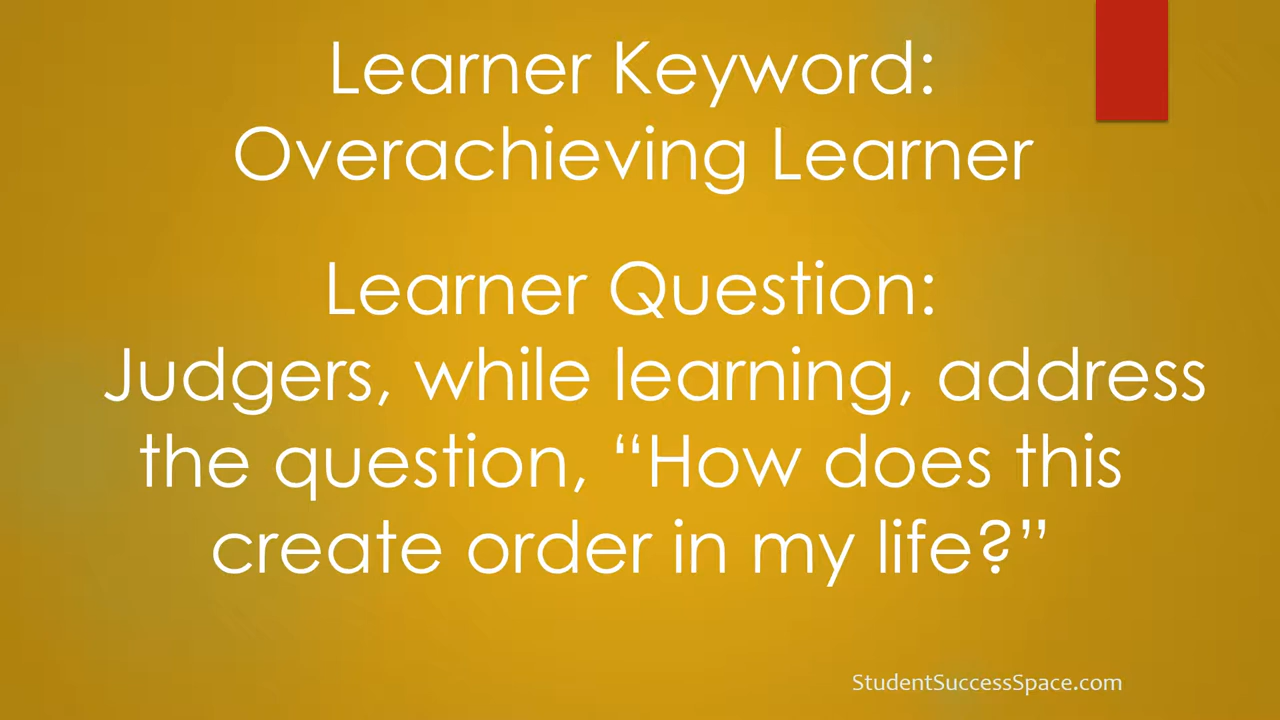 Learner Keyword:
Overachieving Learner
Learner Question:
Judgers, while learning, address
the question, “How does this
create order in my life?”
StudentSuccessSpace.com